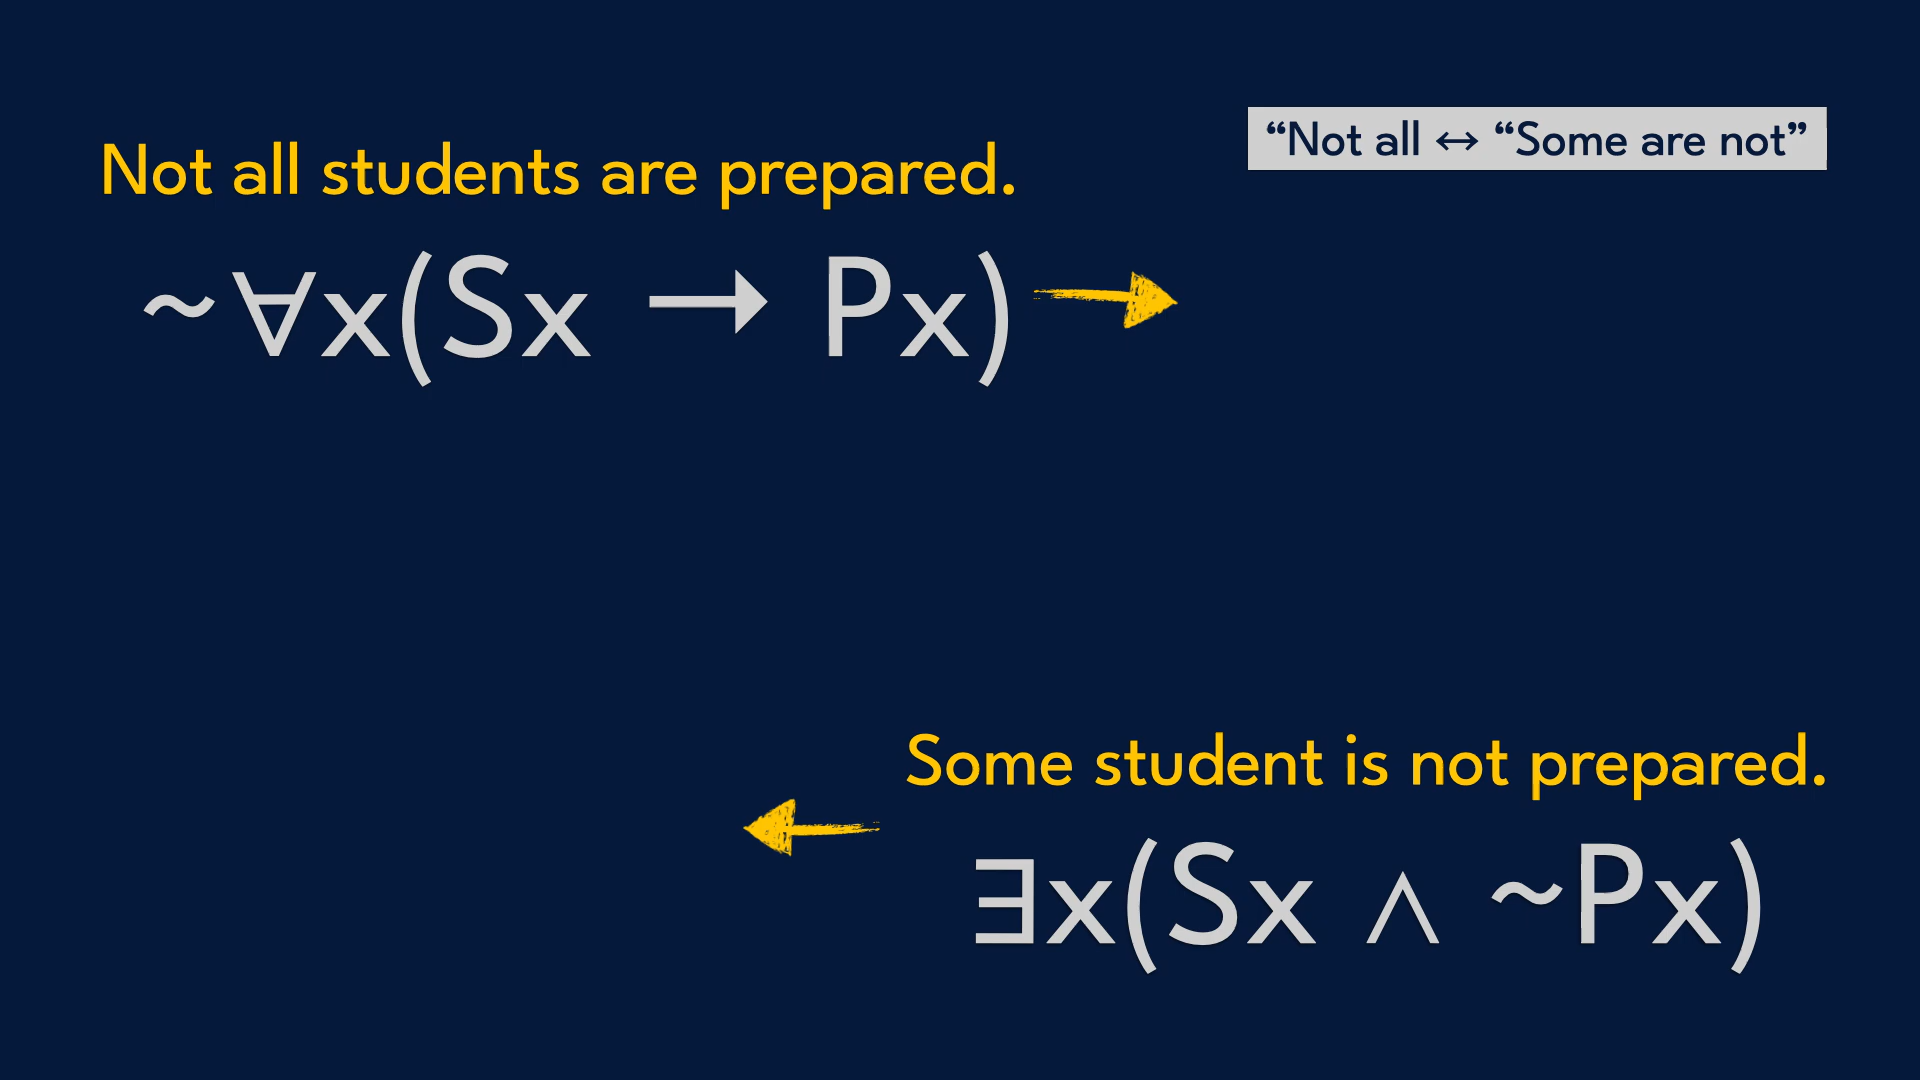 “Not all ↔ “Some are not”
Not all students are prepared.
~∀x(Sx → Px)
Some student is not prepared.
∃x(Sx ∧ ~Px)